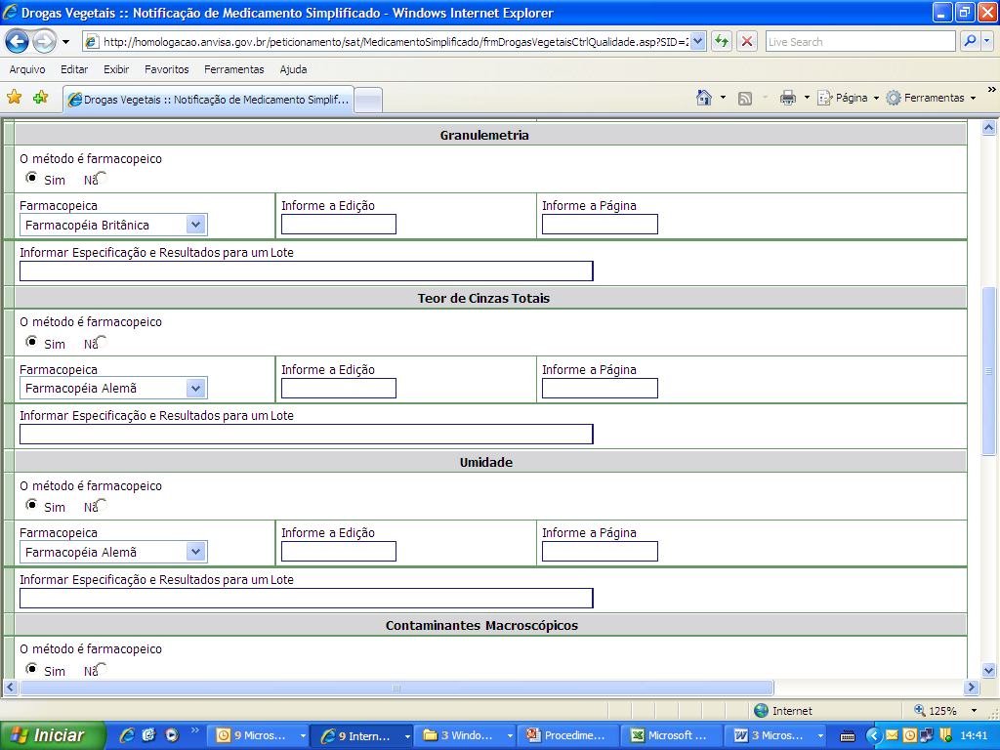 Drogas Vegetais :: Notificação de Medicamento Simplificado - Windows Internet Explorer
http://homologacao.anvisa.gov.br/peticionamento/sat/MedicamentoSimplificado/frmDrogasVegetaisCtrlQualidade.asp?SID=2
Live Search
Arquivo Editar Exibir Favoritos Ferramentas Ajuda
Drogas Vegetais :: Notificação de Medicamento Simplif...
Página Ferramentas
Granulemetria
O método é farmacopeico
Sim Nã
Farmacopeica Informe a Edição Informe a Página
Farmacopéia Britânica
Informar Especificação e Resultados para um Lote
Teor de Cinzas Totais
O método é farmacopeico
Sim Nã
Farmacopeica Informe a Edição Informe a Página
Farmacopéia Alemã
Informar Especificação e Resultados para um Lote
Umidade
O método é farmacopeico
Sim Nã
Farmacopeica Informe a Edição Informe a Página
Farmacopéia Alemã
Informar Especificação e Resultados para um Lote
Contaminantes Macroscópicos
O método é farmacopeico
Sim Nã
Internet 125%
Iniciar 9 Micros... 9 Intern... 3 Windo... Procedime... Microsoft ... 3 Micros... 14:41